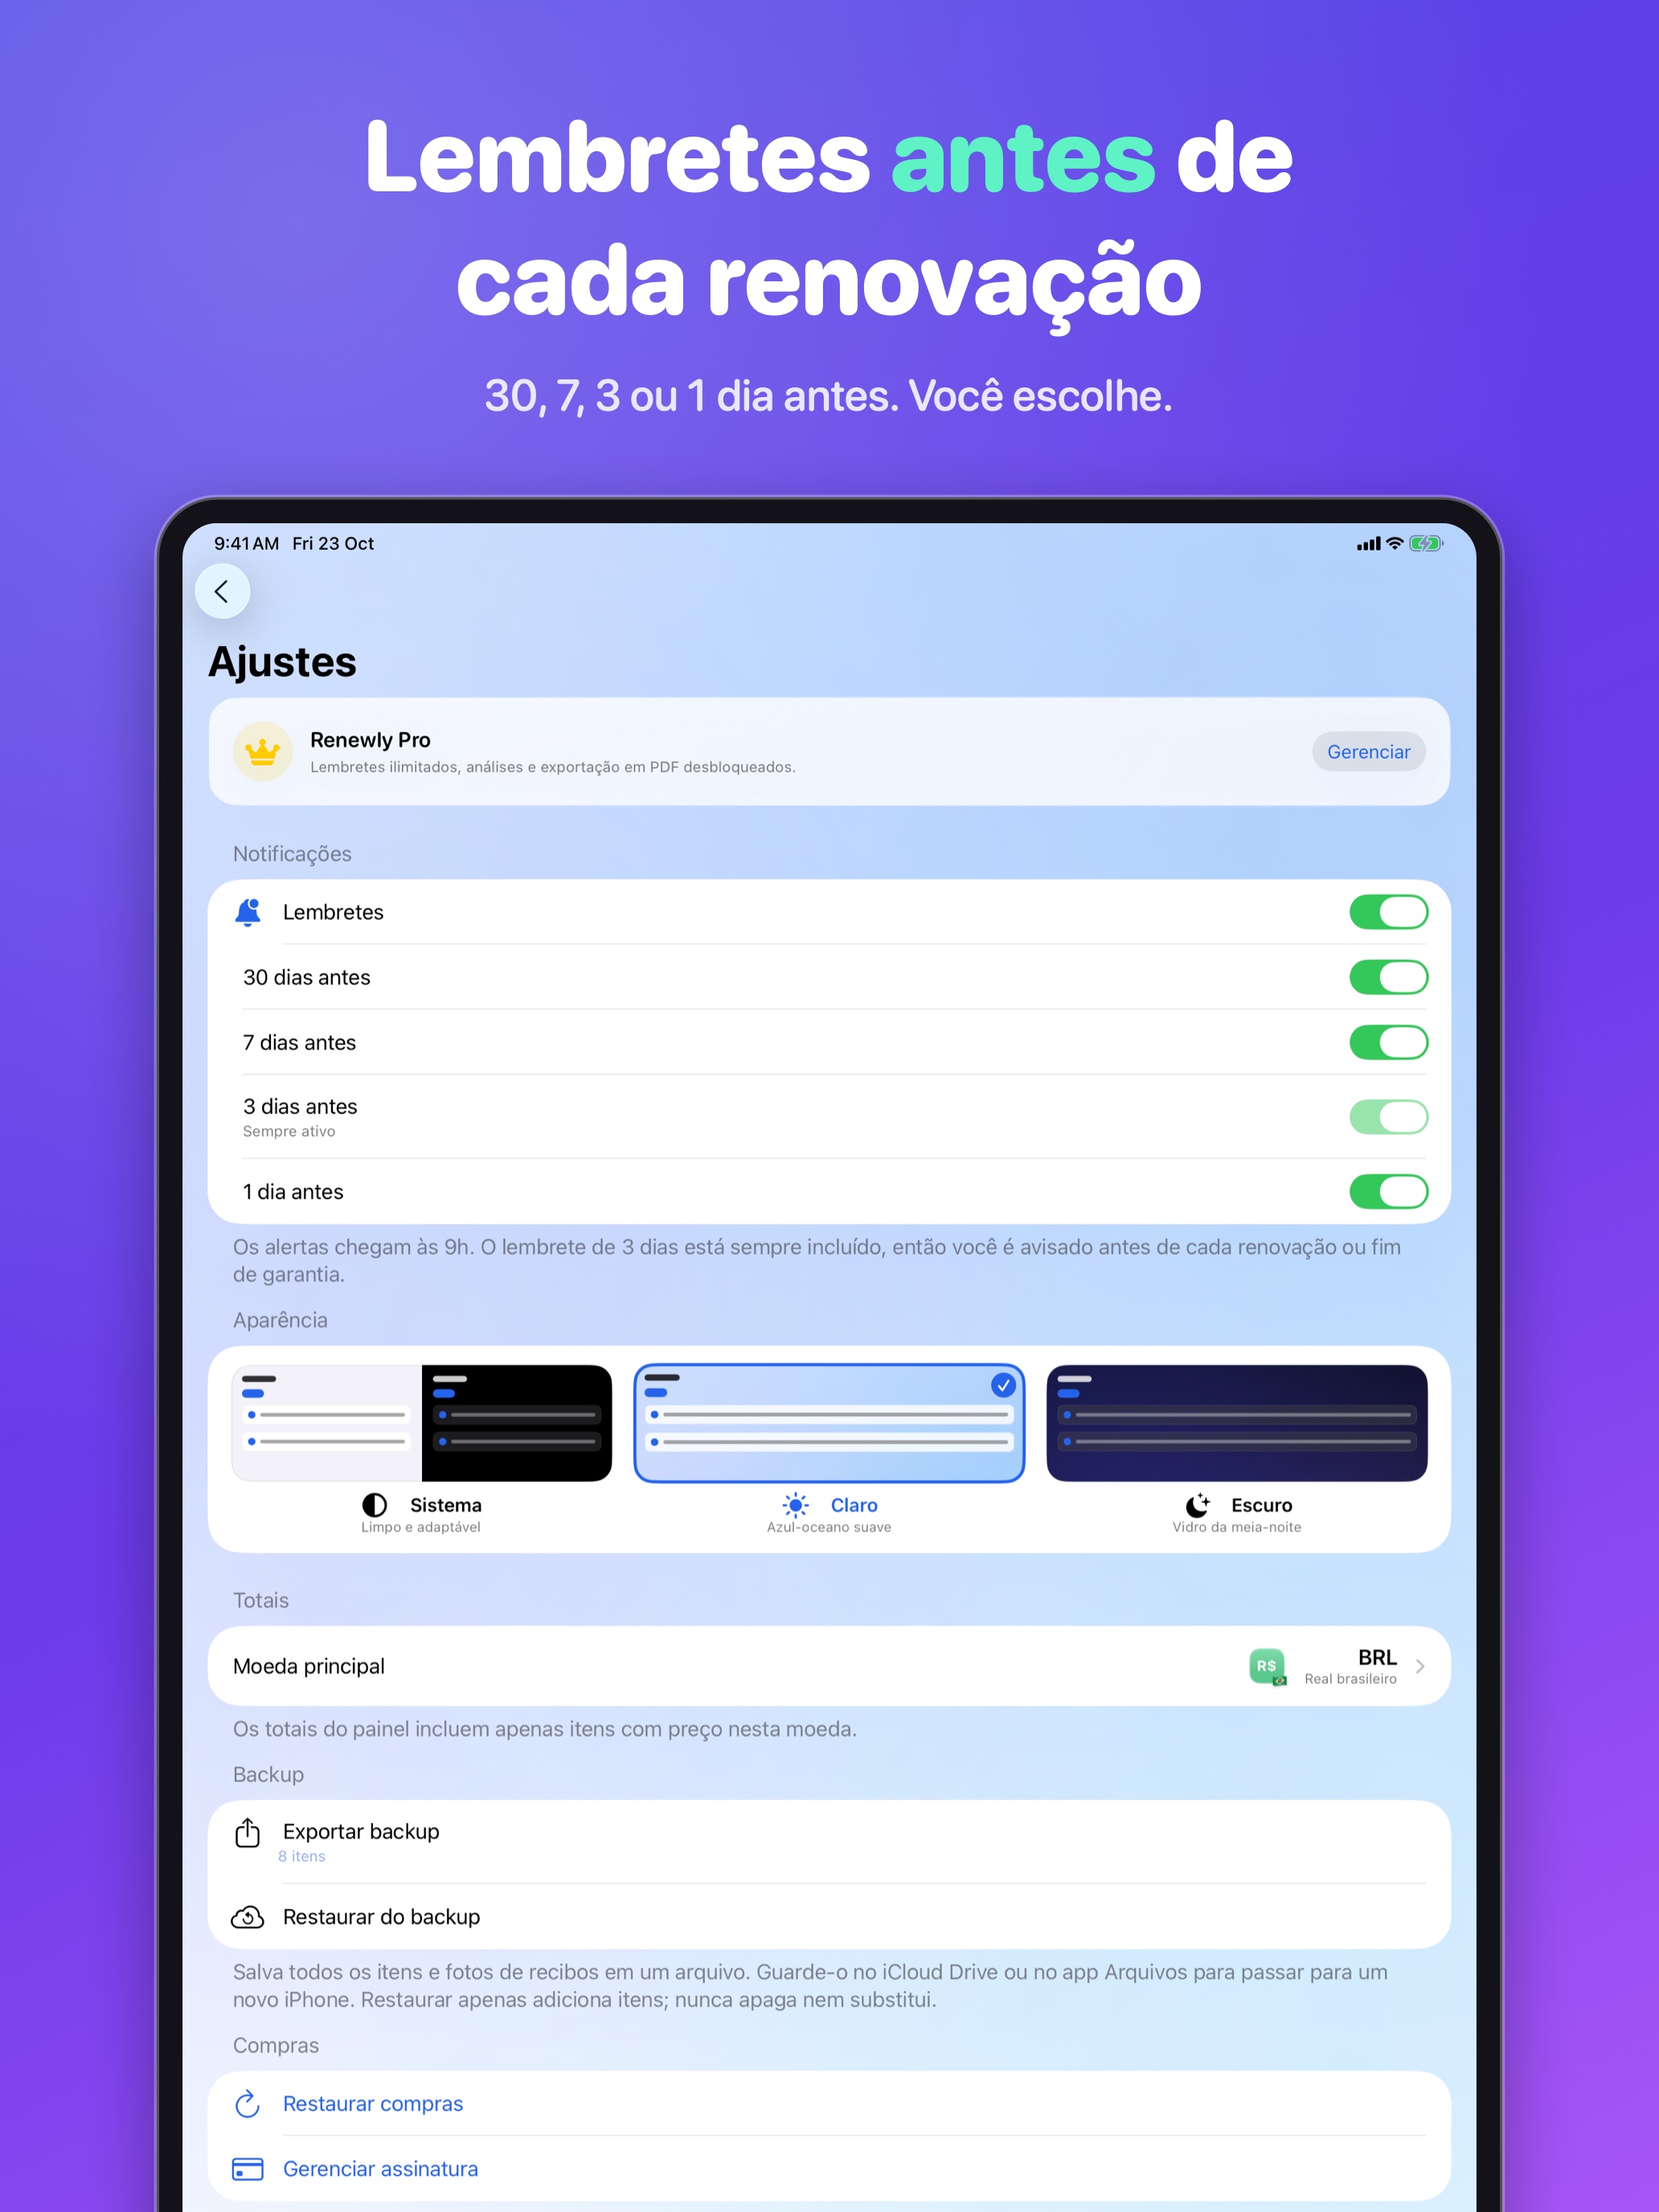 Lembretes antes de
cada renovação
30, 7, 3 ou 1 dia antes. Você escolhe.
9:41 AM Fri 23 Oct
Ajustes
Renewly Pro
Lembretes ilimitados, análises e exportação em PDF desbloqueados.
Gerenciar
Notificações
Lembretes
30 dias antes
7 dias antes
3 dias antes
Sempre ativo
1 dia antes
Os alertas chegam às 9h. O lembrete de 3 dias está sempre incluído, então você é avisado antes de cada renovação ou fim
de garantia.
Aparência
Sistema
Limpo e adaptável
Claro
Azul-oceano suave
Escuro
Vidro da meia-noite
Totais
Moeda principal
R$
BRL
Real brasileiro
Os totais do painel incluem apenas itens com preço nesta moeda.
Backup
Exportar backup
8 itens
Restaurar do backup
Salva todos os itens e fotos de recibos em um arquivo. Guarde-o no iCloud Drive ou no app Arquivos para passar para um
novo iPhone. Restaurar apenas adiciona itens; nunca apaga nem substitui.
Compras
Restaurar compras
Gerenciar assinatura